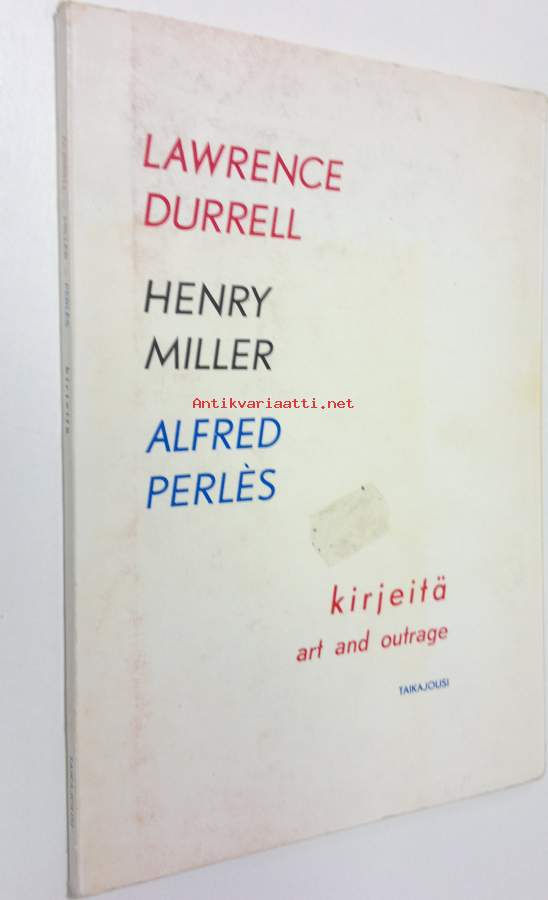 LAWRENCE
DURRELL
HENRY
MILLER
Antikvariaatti.net
ALFRED
PERLÈS
kirjeitä
art and outrage
TAIKAJOUSI